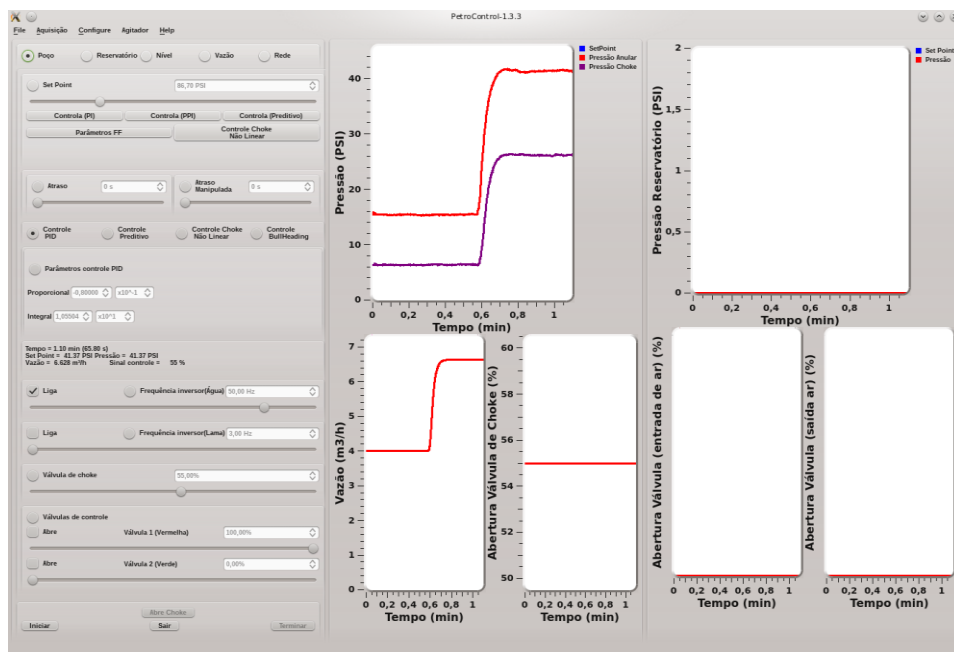 PetroControl-1.3.3
File Aquisição Configure Agitador Help
Poço Reservatório Nível Vazão Rede
Set Point 86,70 PSI
Controla (PI) Controla (PPI) Controla (Preditivo)
Parâmetros FF Controle Choke
Não Linear
Atraso 0 s Atraso
Manipulada 0 s
Controle
PID
Controle
Preditivo
Controle Choke
Não Linear
Controle
BullHeading
Parâmetros controle PID
Proporcional -0,00000 x10^-1
Integral 1,05504 x10^1
Tempo = 1.10 min (65.80 s)
Set Point = 41.37 PSI Pressão = 41.37 PSI
Vazão = 6.628 m³/h Sinal controle = 55 %
Liga Frequência inversor(Água) 50,00 Hz
Liga Frequência inversor(Lama) 3,00 Hz
Válvula de choke 55,00%
Válvulas de controle
Abre Válvula 1 (Vermelha) 100,00%
Abre Válvula 2 (Verde) 0,00%
Abre Choke
Iniciar Sair Terminar
SetPoint
Pressão Anular
Pressão Choke
Pressão (PSI)
40
30
20
10
0
0 0,2 0,4 0,6 0,8 1
Tempo (min)
Set Point
Pressão
Pressão Reservatório (PSI)
2
1,5
1
0,5
0
0 0,2 0,4 0,6 0,8 1
Tempo (min)
Vazão (m3/h)
7
6
5
4
3
2
1
0
0 0,2 0,4 0,6 0,8 1
Tempo (min)
Abertura Válvula de Choke (%)
60
58
56
54
52
50
0 0,2 0,4 0,6 0,8 1
Tempo (min)
Abertura Válvula (entrada de ar) (%)
0 0,2 0,4 0,6 0,8 1
Tempo (min)
Abertura Válvula (saída ar) (%)
0 0,2 0,4 0,6 0,8 1
Tempo (min)